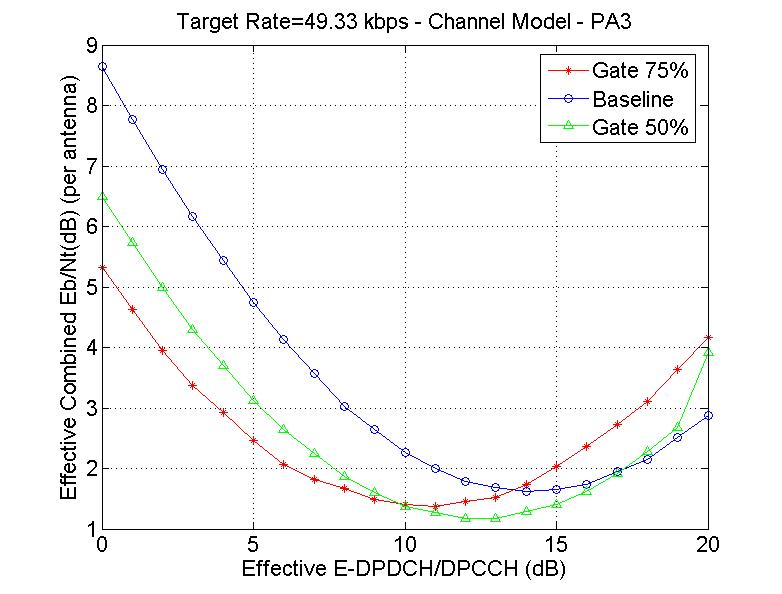 Target Rate=49.33 kbps - Channel Model - PA3
Effective Combined Eb/Nt(dB) (per antenna)
9
8
7
6
5
4
3
2
1
Gate 75%
Baseline
Gate 50%
0
5
10
15
20
Effective E-DPDCH/DPCCH (dB)